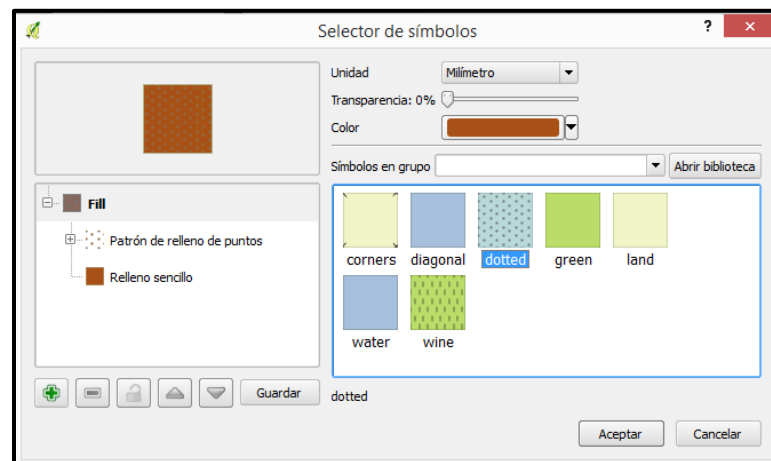 Selector de símbolos
?
Unidad
Milímetro
Transparencia: 0%
Color
Símbolos en grupo
Abrir biblioteca
Fill
Patrón de relleno de puntos
Relleno sencillo
corners
diagonal
dotted
green
land
water
wine
Guardar
dotted
Aceptar
Cancelar